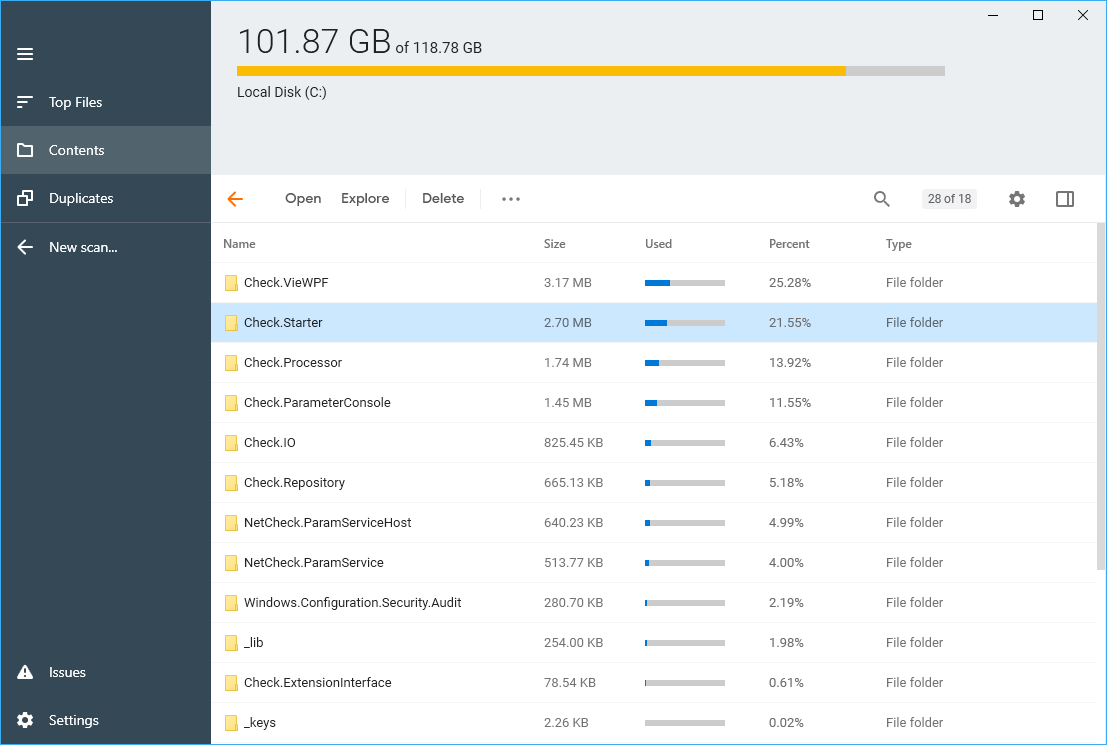 101.87 GB of 118.78 GB
Local Disk (C:)
Top Files
Contents
Duplicates
New scan...
Issues
Settings
Open Explore Delete 28 of 18
Name Size Used Percent Type
Check.VieWPF 3.17 MB 25.28% File folder
Check.Starter 2.70 MB 21.55% File folder
Check.Processor 1.74 MB 13.92% File folder
Check.ParameterConsole 1.45 MB 11.55% File folder
Check.IO 825.45 KB 6.43% File folder
Check.Repository 665.13 KB 5.18% File folder
NetCheck.ParamServiceHost 640.23 KB 4.99% File folder
NetCheck.ParamService 513.77 KB 4.00% File folder
Windows.Configuration.Security.Audit 280.70 KB 2.19% File folder
_lib 254.00 KB 1.98% File folder
Check.ExtensionInterface 78.54 KB 0.61% File folder
_keys 2.26 KB 0.02% File folder